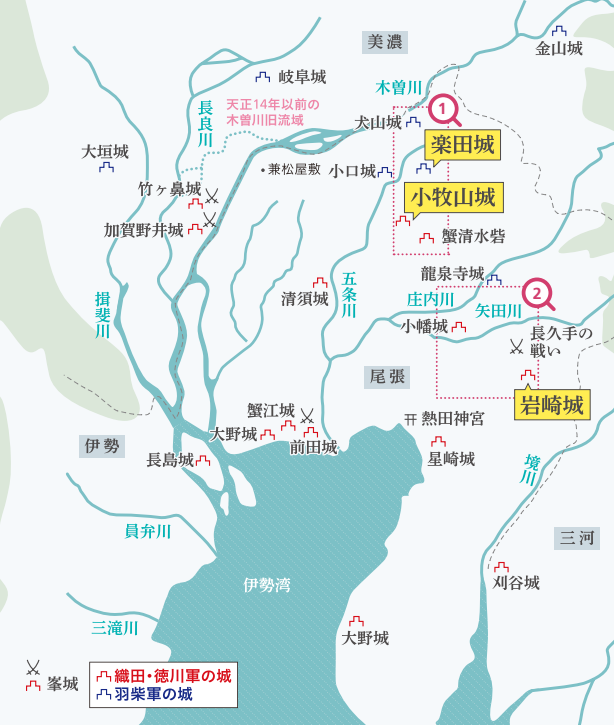 美濃
金山城
岐阜城
木曽川
天正14年以前の
木曽川旧流域
長良川
犬山城
1
楽田城
大垣城
・兼松屋敷
小口城
竹ヶ鼻城
小牧山城
加賀野井城
蟹清水砦
龍泉寺城
揖斐川
清須城
五条川
庄内川
矢田川
2
小幡城
長久手の
戦い
尾張
岩崎城
蟹江城
熱田神宮
大野城
前田城
伊勢
長島城
星崎城
境川
員弁川
三河
伊勢湾
刈谷城
三滝川
大野城
峯城
織田・徳川軍の城
羽柴軍の城